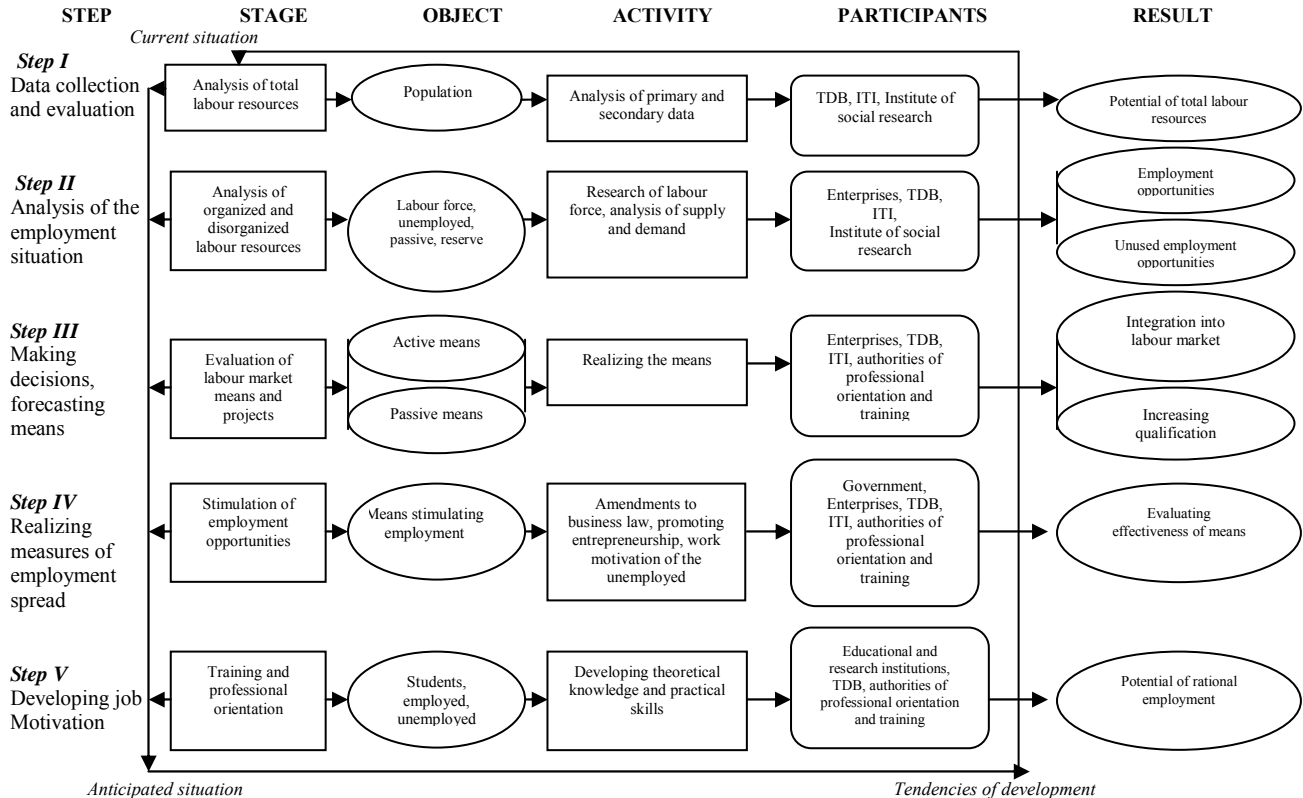 STEP STAGE OBJECT ACTIVITY PARTICIPANTS RESULT
Current situation
Step I
Data collection
and evaluation
Analysis of total
labour resources
Population
Analysis of primary and
secondary data
TDB, ITI, Institute of
social research
Potential of total labour
resources
Step II
Analysis of the
employment
situation
Analysis of
organized and
disorganized
labour resources
Labour force,
unemployed,
passive, reserve
Research of labour
force, analysis of supply
and demand
Enterprises, TDB,
ITI,
Institute of social
research
Employment
opportunities
Unused employment
opportunities
Step III
Making
decisions,
forecasting
means
Evaluation of
labour market
means and
projects
Active means
Passive means
Realizing the means
Enterprises, TDB,
ITI, authorities of
professional
orientation and
training
Integration into
labour market
Increasing
qualification
Step IV
Realizing
measures of
employment
spread
Stimulation of
employment
opportunities
Means stimulating
employment
Amendments to
business law, promoting
entrepreneurship, work
motivation of the
unemployed
Government,
Enterprises, TDB,
ITI, authorities of
professional
orientation and
training
Evaluating
effectiveness of means
Step V
Developing job
Motivation
Training and
professional
orientation
Students,
employed,
unemployed
Developing theoretical
knowledge and practical
skills
Educational and
research institutions,
TDB, authorities of
professional orientation
and training
Potential of rational
employment
Anticipated situation
Tendencies of development